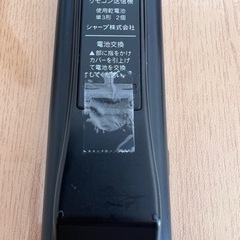 リモコン送信機
使用乾電池
単3形 2個
シャープ株式会社
電池交換
▲部に指をかけ
カバーを引上げ
て電池を交換
してください。